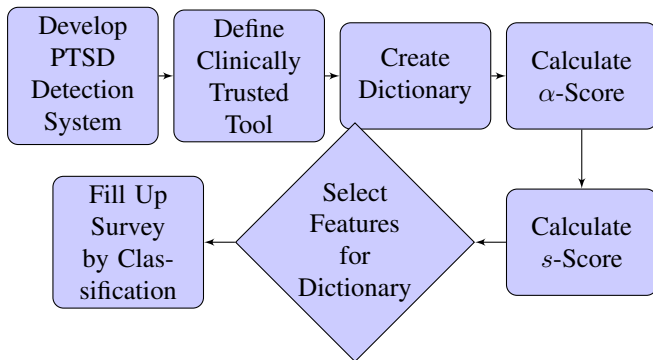 Develop
PTSD
Detection
System
Define
Clinically
Trusted
Tool
Create
Dictionary
Calculate
α-Score
Calculate
s-Score
Select
Features
for
Dictionary
Fill Up
Survey
by Clas-
sification